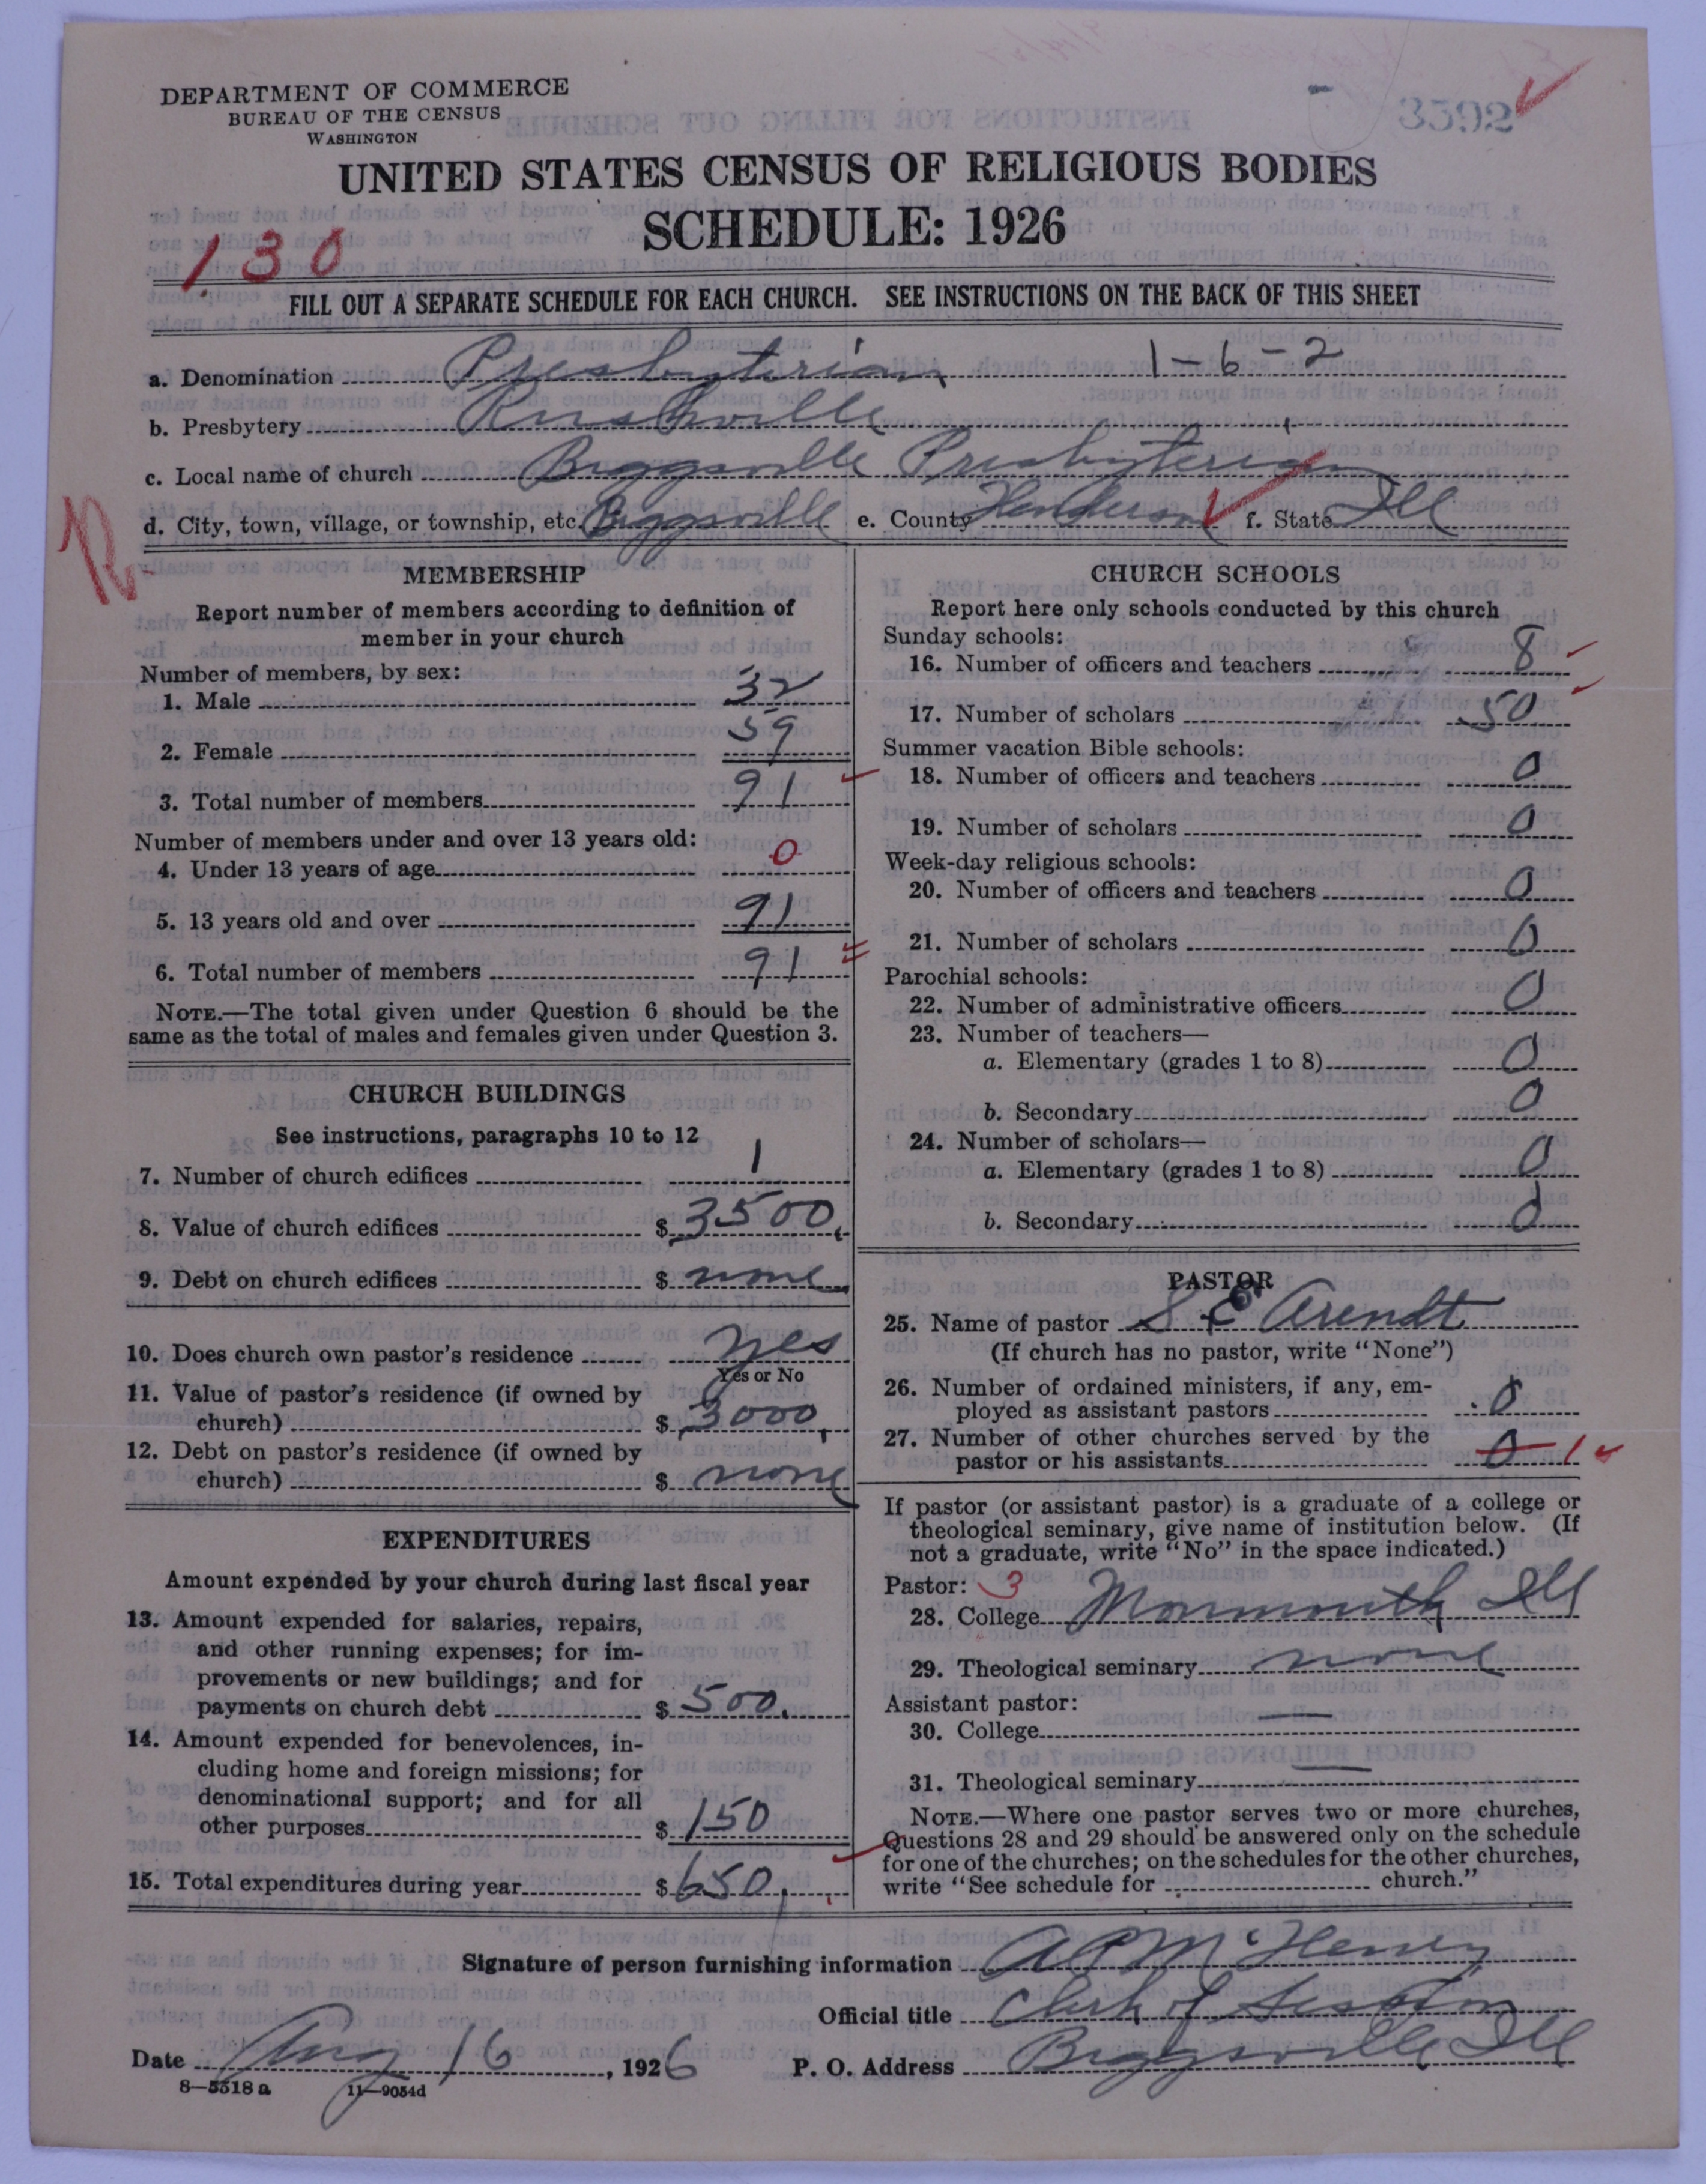 DEPARTMENT OF COMMERCE
BUREAU OF THE CENSUS
WASHINGTON
3592
UNITED STATES CENSUS OF RELIGIOUS BODIES
SCHEDULE: 1926
130
FILL OUT A SEPARATE SCHEDULE FOR EACH CHURCH. SEE INSTRUCTIONS ON THE BACK OF THIS SHEET
a. Denomination Presbyterian 1-6-2
b. Presbytery Rushville
c. Local name of church Biggsville Presbyterian
d. City, town, village, or township, etc. Biggsville e. County Henderson f. State Ill
R
MEMBERSHIP
Report number of members according to definition of
member in your church
Number of members, by sex:
1. Male 32
2. Female 59
3. Total number of members 91
Number of members under and over 13 years old:
4. Under 13 years of age 0
5. 13 years old and over 91
6. Total number of members 91
NOTE.—The total given under Question 6 should be the
same as the total of males and females given under Question 3.
CHURCH BUILDINGS
See instructions, paragraphs 10 to 12
7. Number of church edifices 1
8. Value of church edifices $ 3500.
9. Debt on church edifices $ none
10. Does church own pastor's residence yes
Yes or No
11. Value of pastor's residence (if owned by
church) $ 3000
12. Debt on pastor's residence (if owned by
church) $ none
EXPENDITURES
Amount expended by your church during last fiscal year
13. Amount expended for salaries, repairs,
and other running expenses; for im-
provements or new buildings; and for
payments on church debt $ 500.
14. Amount expended for benevolences, in-
cluding home and foreign missions; for
denominational support; and for all
other purposes $ 150
15. Total expenditures during year $ 650.
CHURCH SCHOOLS
Report here only schools conducted by this church
Sunday schools:
16. Number of officers and teachers 8
17. Number of scholars 50
Summer vacation Bible schools:
18. Number of officers and teachers 0
19. Number of scholars 0
Week-day religious schools:
20. Number of officers and teachers 0
21. Number of scholars 0
Parochial schools:
22. Number of administrative officers 0
23. Number of teachers—
a. Elementary (grades 1 to 8) 0
b. Secondary 0
24. Number of scholars—
a. Elementary (grades 1 to 8) 0
b. Secondary 0
PASTOR
25. Name of pastor S E Arendt
(If church has no pastor, write "None")
26. Number of ordained ministers, if any, em-
ployed as assistant pastors 0
27. Number of other churches served by the
pastor or his assistants 0 1
If pastor (or assistant pastor) is a graduate of a college or
theological seminary, give name of institution below. (If
not a graduate, write "No" in the space indicated.)
Pastor: 3
28. College Monmouth Ill
29. Theological seminary none
Assistant pastor:
30. College
31. Theological seminary
NOTE.—Where one pastor serves two or more churches,
Questions 28 and 29 should be answered only on the schedule
for one of the churches; on the schedules for the other churches,
write "See schedule for church."
Signature of person furnishing information A P McHenry
Official title Clerk of Session
Date Aug 16, 1926 P. O. Address Biggsville Ill
8—5518 a 11—9054d